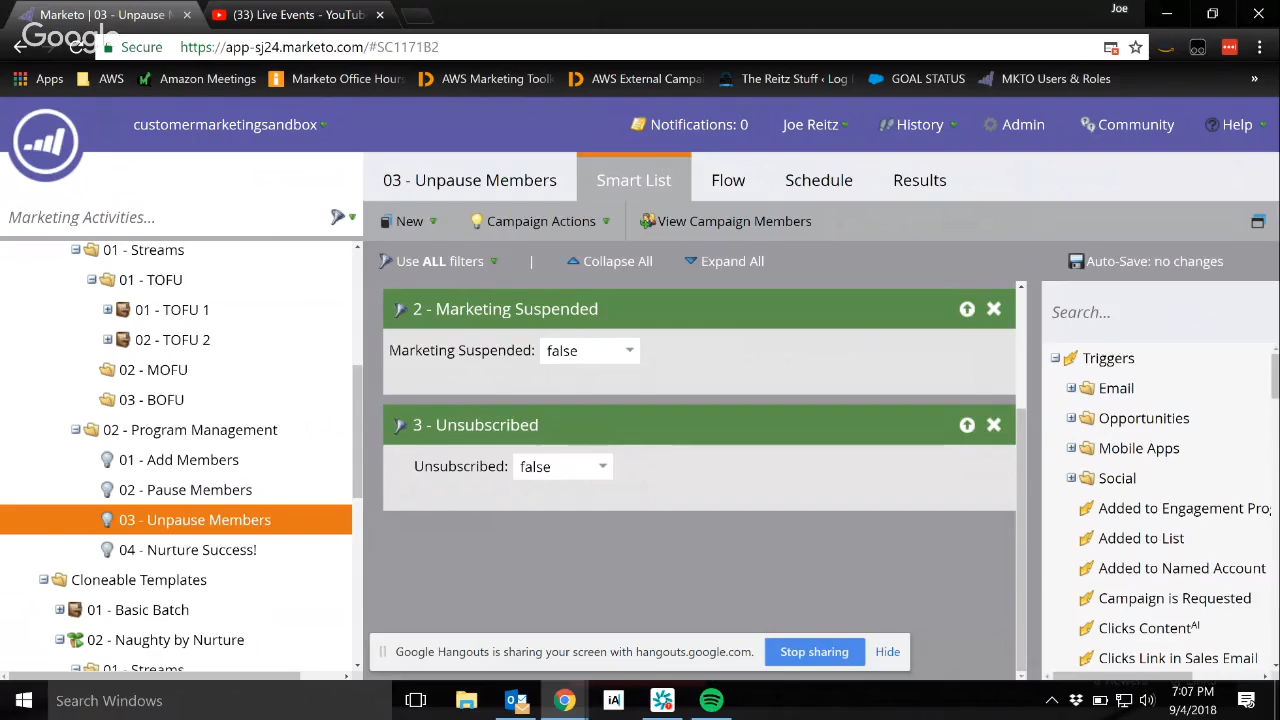 Marketo | 03 - Unpause M
(33) Live Events - YouTub
Joe
Google
Secure
https://app-sj24.marketo.com/#SC1171B2
Apps
AWS
Amazon Meetings
Marketo Office Hour
AWS Marketing Toolk
AWS External Campai
The Reitz Stuff ‹ Log I
GOAL STATUS
MKTO Users & Roles
»
customermarketingsandbox
Notifications: 0
Joe Reitz
History
Admin
Community
Help
03 - Unpause Members
Smart List
Flow
Schedule
Results
Marketing Activities...
New
Campaign Actions
View Campaign Members
Use ALL filters
|
Collapse All
Expand All
Auto-Save: no changes
01 - Streams
01 - TOFU
01 - TOFU 1
02 - TOFU 2
02 - MOFU
03 - BOFU
02 - Program Management
01 - Add Members
02 - Pause Members
03 - Unpause Members
04 - Nurture Success!
Cloneable Templates
01 - Basic Batch
02 - Naughty by Nurture
01 - Streams
2 - Marketing Suspended
Marketing Suspended: false
3 - Unsubscribed
Unsubscribed: false
Search...
Triggers
Email
Opportunities
Mobile Apps
Social
Added to Engagement Pro
Added to List
Added to Named Account
Campaign is Requested
Clicks Content AI
Clicks Link in Sales Email
Google Hangouts is sharing your screen with hangouts.google.com.
Stop sharing
Hide
Search Windows
7:07 PM
9/4/2018